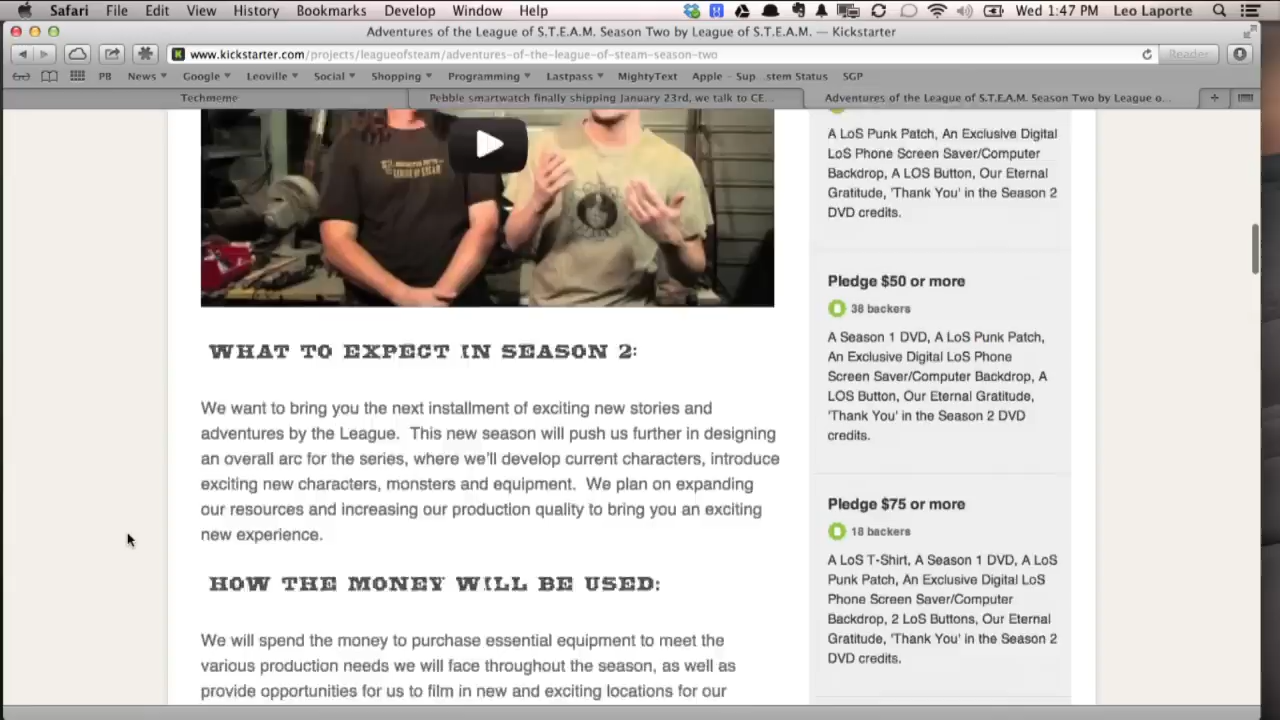 Safari File Edit View History Bookmarks Develop Window Help Wed 1:47 PM Leo Laporte
Adventures of the League of S.T.E.A.M. Season Two by League of S.T.E.A.M. — Kickstarter
www.kickstarter.com/projects/leagueofsteam/adventures-of-the-league-of-steam-season-two Reader
PB News Google Leoville Social Shopping Programming Lastpass MightyText Apple - Sup...stem Status SGP
Techmeme Pebble smartwatch finally shipping January 23rd, we talk to CE... Adventures of the League of S.T.E.A.M. Season Two by League o...
LEAGUE OF STEAM
WHAT TO EXPECT IN SEASON 2:
We want to bring you the next installment of exciting new stories and
adventures by the League. This new season will push us further in designing
an overall arc for the series, where we'll develop current characters, introduce
exciting new characters, monsters and equipment. We plan on expanding
our resources and increasing our production quality to bring you an exciting
new experience.
HOW THE MONEY WILL BE USED:
We will spend the money to purchase essential equipment to meet the
various production needs we will face throughout the season, as well as
provide opportunities for us to film in new and exciting locations for our
A LoS Punk Patch, An Exclusive Digital
LoS Phone Screen Saver/Computer
Backdrop, A LOS Button, Our Eternal
Gratitude, 'Thank You' in the Season 2
DVD credits.
Pledge $50 or more
38 backers
A Season 1 DVD, A LoS Punk Patch,
An Exclusive Digital LoS Phone
Screen Saver/Computer Backdrop, A
LOS Button, Our Eternal Gratitude,
'Thank You' in the Season 2 DVD
credits.
Pledge $75 or more
18 backers
A LoS T-Shirt, A Season 1 DVD, A LoS
Punk Patch, An Exclusive Digital LoS
Phone Screen Saver/Computer
Backdrop, 2 LoS Buttons, Our Eternal
Gratitude, 'Thank You' in the Season 2
DVD credits.